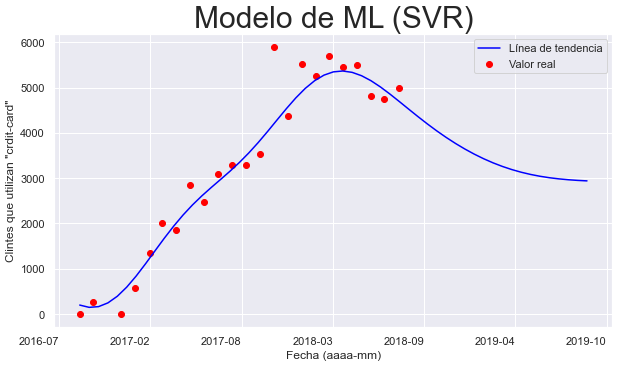 Modelo de ML (SVR)
Línea de tendencia
Valor real
Clintes que utilizan "crdit-card"
6000
5000
4000
3000
2000
1000
0
2016-07 2017-02 2017-08 2018-03 2018-09 2019-04 2019-10
Fecha (aaaa-mm)